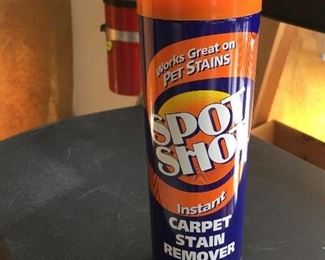 Works Great on
PET STAINS
SPOT
SHOT
Instant
CARPET
STAIN
REMOVER